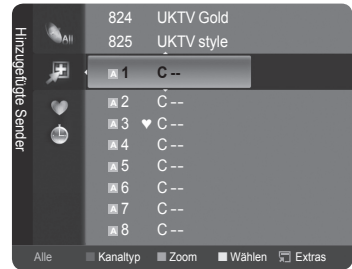 Hinzugefügte Sender
All
824 UKTV Gold
825 UKTV style
A 1 C --
A 2 C --
A 3 ♥ C --
A 4 C --
A 5 C --
A 6 C --
A 7 C --
A 8 C --
Alle Kanaltyp Zoom Wählen Extras